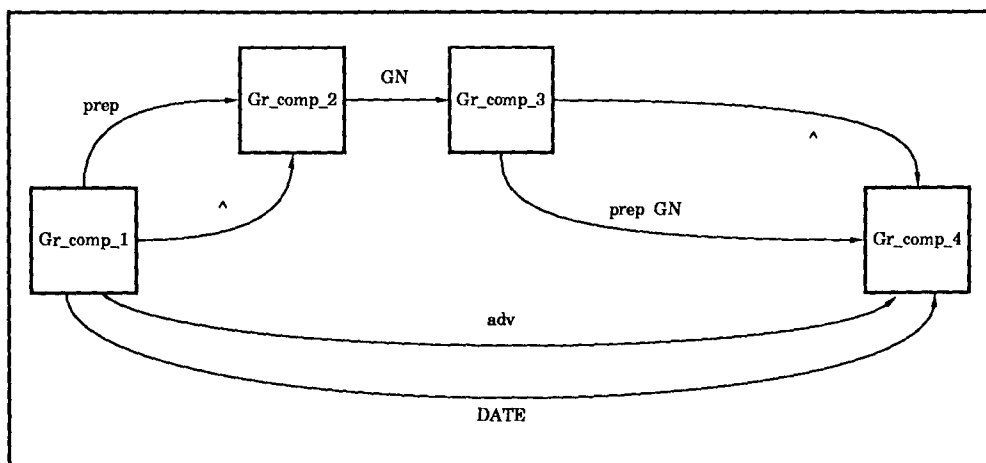 GN
Gr_comp_2
Gr_comp_3
prep
^
^
prep GN
Gr_comp_1
Gr_comp_4
adv
DATE